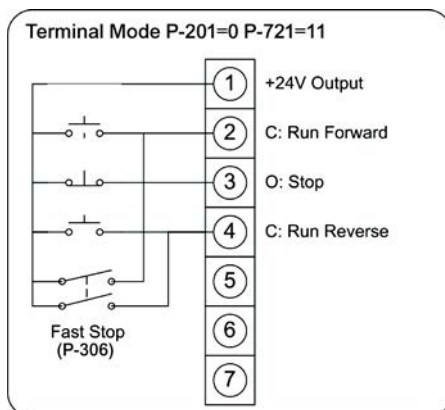 Terminal Mode P-201=0 P-721=11
1 +24V Output
2 C: Run Forward
3 O: Stop
4 C: Run Reverse
5
6
7
Fast Stop
(P-306)